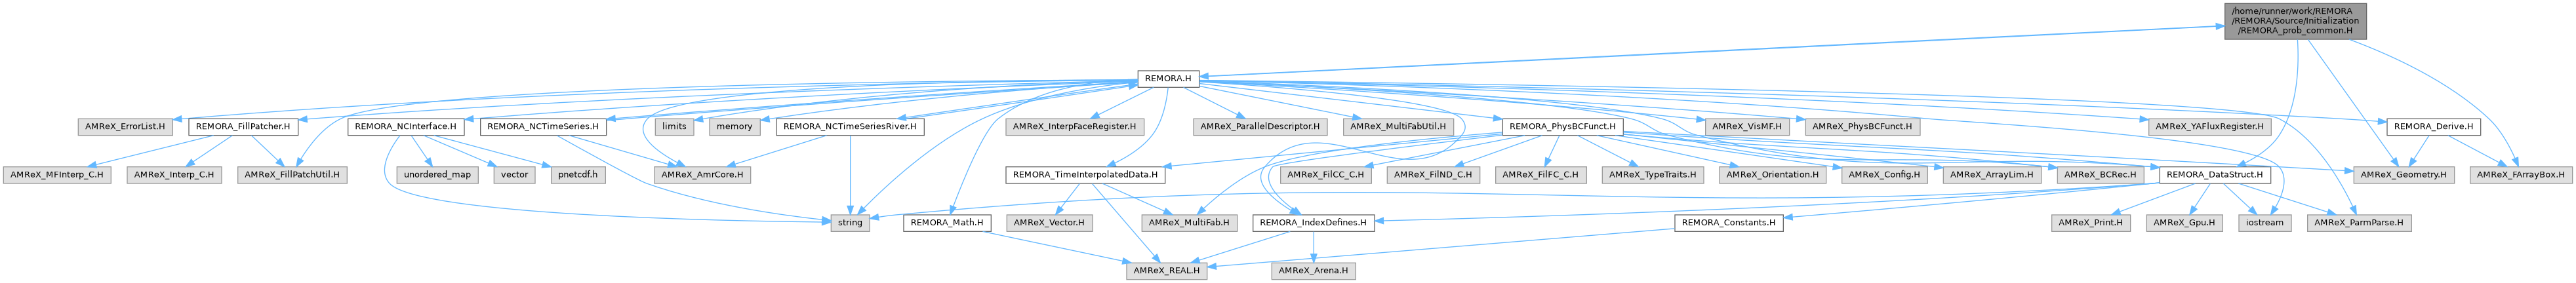 /home/runner/work/REMORA
/REMORA/Source/Initialization
/REMORA_prob_common.H
REMORA.H
AMReX_ErrorList.H
REMORA_FillPatcher.H
REMORA_NCInterface.H
REMORA_NCTimeSeries.H
limits
memory
REMORA_NCTimeSeriesRiver.H
AMReX_InterpFaceRegister.H
AMReX_ParallelDescriptor.H
AMReX_MultiFabUtil.H
REMORA_PhysBCFunct.H
AMReX_VisMF.H
AMReX_PhysBCFunct.H
AMReX_YAFluxRegister.H
REMORA_Derive.H
AMReX_MFInterp_C.H
AMReX_Interp_C.H
AMReX_FillPatchUtil.H
unordered_map
vector
pnetcdf.h
AMReX_AmrCore.H
REMORA_TimeInterpolatedData.H
AMReX_FilCC_C.H
AMReX_FilND_C.H
AMReX_FilFC_C.H
AMReX_TypeTraits.H
AMReX_Orientation.H
AMReX_Config.H
AMReX_ArrayLim.H
AMReX_BCRec.H
REMORA_DataStruct.H
AMReX_Geometry.H
AMReX_FArrayBox.H
string
REMORA_Math.H
AMReX_Vector.H
AMReX_MultiFab.H
REMORA_IndexDefines.H
REMORA_Constants.H
AMReX_Print.H
AMReX_Gpu.H
iostream
AMReX_ParmParse.H
AMReX_REAL.H
AMReX_Arena.H